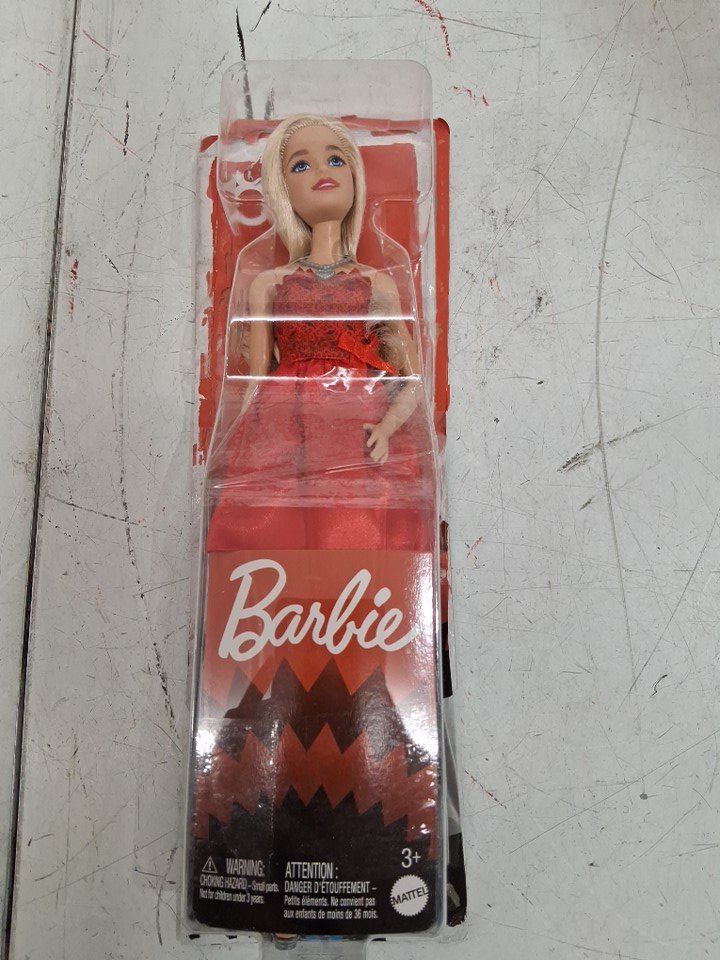 Barbie
3+
WARNING:
CHOKING HAZARD – Small parts.
Not for children under 3 years.
ATTENTION :
DANGER D'ÉTOUFFEMENT –
Petits éléments. Ne convient pas
aux enfants de moins de 36 mois.
MATTEL